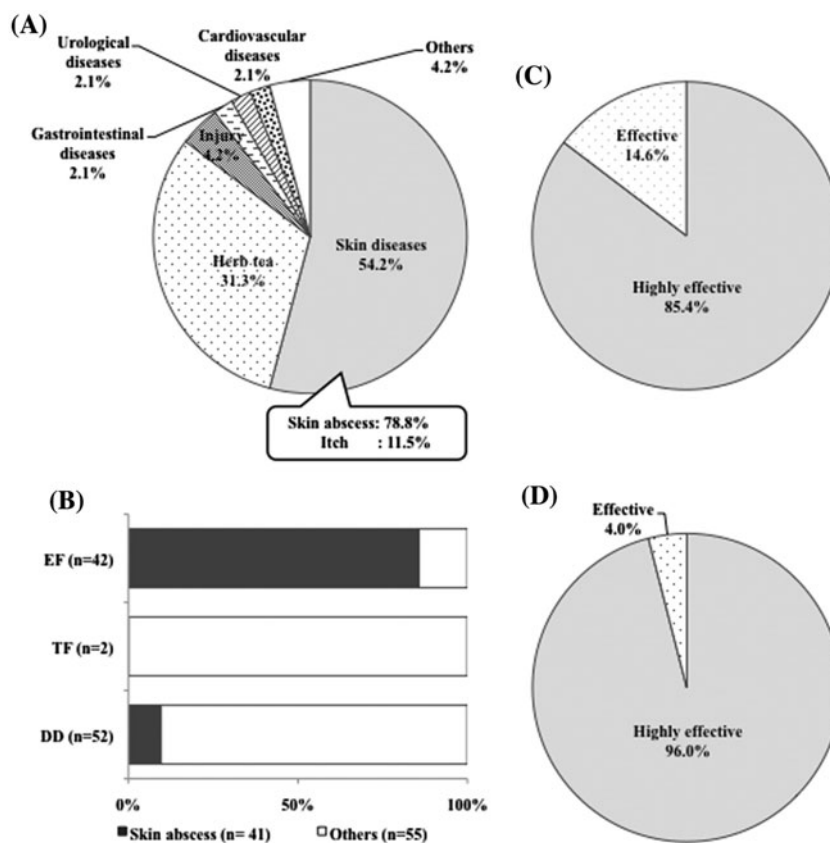 (A)
Urological
diseases
2.1%
Cardiovascular
diseases
2.1%
Others
4.2%
Gastrointestinal
diseases
2.1%
Injury
4.2%
Herb tea
31.3%
Skin diseases
54.2%
Skin abscess: 78.8%
Itch : 11.5%
(C)
Effective
14.6%
Highly effective
85.4%
(B)
EF (n=42)
TF (n=2)
DD (n=52)
0% 50% 100%
Skin abscess (n= 41) Others (n=55)
(D)
Effective
4.0%
Highly effective
96.0%